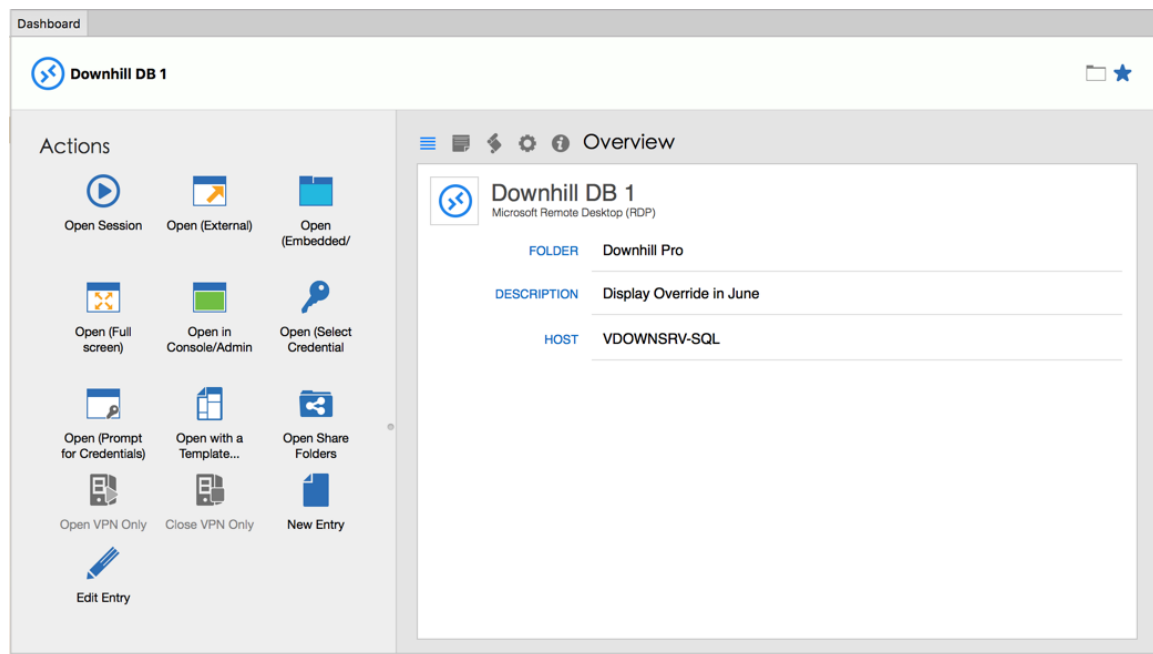 Dashboard
Downhill DB 1
Actions
Open Session
Open (External)
Open
(Embedded/
Open (Full
screen)
Open in
Console/Admin
Open (Select
Credential
Open (Prompt
for Credentials)
Open with a
Template...
Open Share
Folders
Open VPN Only
Close VPN Only
New Entry
Edit Entry
Overview
Downhill DB 1
Microsoft Remote Desktop (RDP)
FOLDER Downhill Pro
DESCRIPTION Display Override in June
HOST VDOWNSRV-SQL